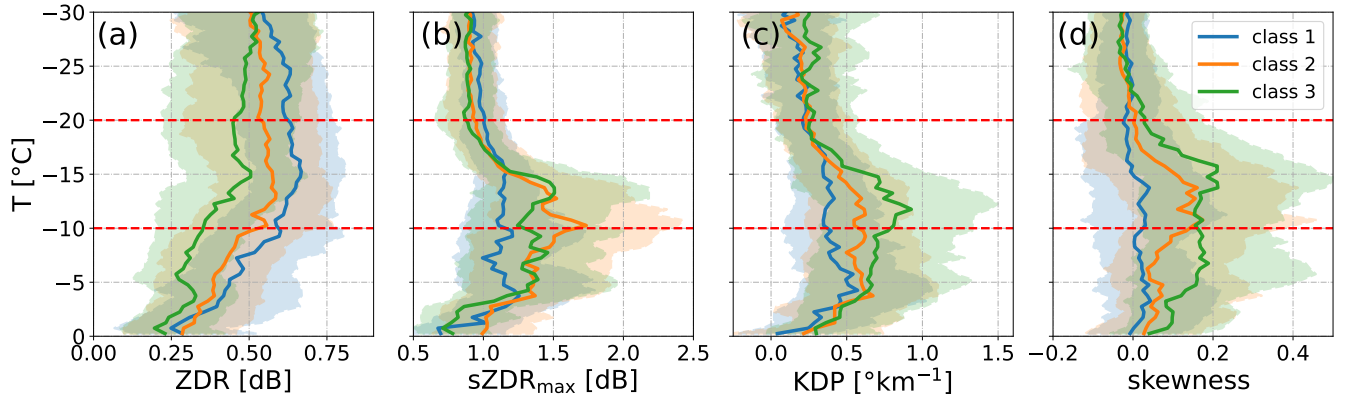 T [°C]
−30
−25
−20
−15
−10
−5
0
(a)
0.00 0.25 0.50 0.75
ZDR [dB]
(b)
0.5 1.0 1.5 2.0 2.5
sZDRmax [dB]
(c)
0.0 0.5 1.0 1.5
KDP [°km−1]
(d)
class 1
class 2
class 3
−0.2 0.0 0.2 0.4
skewness